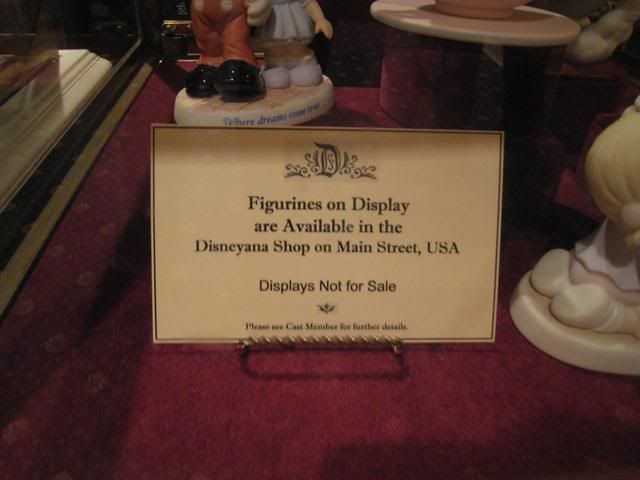 Where dreams come true
D
Figurines on Display
are Available in the
Disneyana Shop on Main Street, USA
Displays Not for Sale
Please see Cast Member for further details.